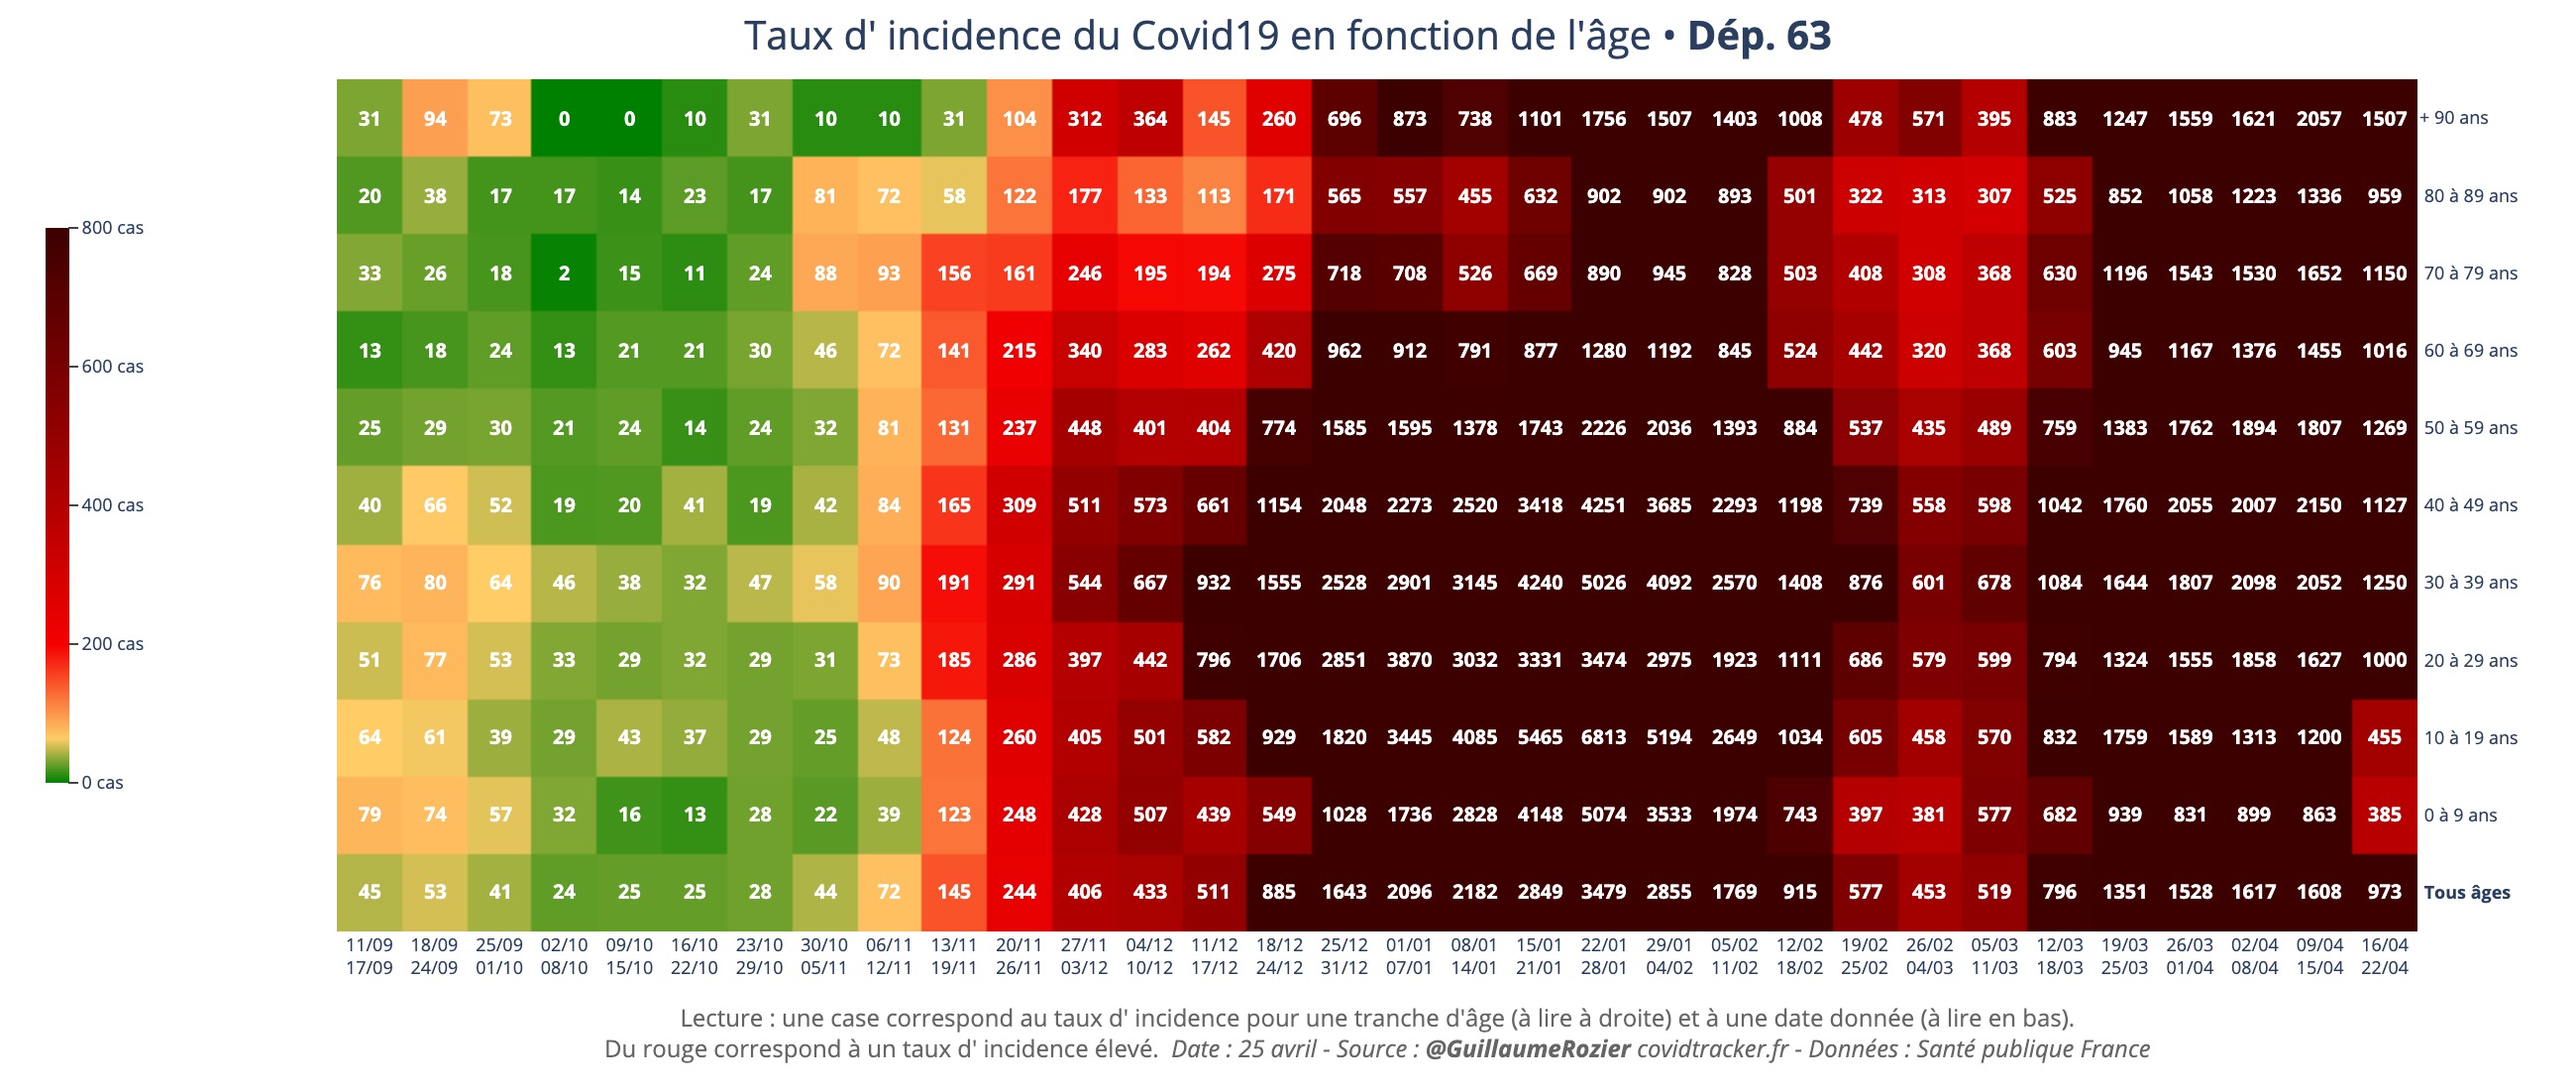 Taux d' incidence du Covid19 en fonction de l'âge • Dép. 63
800 cas
600 cas
400 cas
200 cas
0 cas
31 94 73 0 0 10 31 10 10 31 104 312 364 145 260 696 873 738 1101 1756 1507 1403 1008 478 571 395 883 1247 1559 1621 2057 1507 + 90 ans
20 38 17 17 14 23 17 81 72 58 122 177 133 113 171 565 557 455 632 902 902 893 501 322 313 307 525 852 1058 1223 1336 959 80 à 89 ans
33 26 18 2 15 11 24 88 93 156 161 246 195 194 275 718 708 526 669 890 945 828 503 408 308 368 630 1196 1543 1530 1652 1150 70 à 79 ans
13 18 24 13 21 21 30 46 72 141 215 340 283 262 420 962 912 791 877 1280 1192 845 524 442 320 368 603 945 1167 1376 1455 1016 60 à 69 ans
25 29 30 21 24 14 24 32 81 131 237 448 401 404 774 1585 1595 1378 1743 2226 2036 1393 884 537 435 489 759 1383 1762 1894 1807 1269 50 à 59 ans
40 66 52 19 20 41 19 42 84 165 309 511 573 661 1154 2048 2273 2520 3418 4251 3685 2293 1198 739 558 598 1042 1760 2055 2007 2150 1127 40 à 49 ans
76 80 64 46 38 32 47 58 90 191 291 544 667 932 1555 2528 2901 3145 4240 5026 4092 2570 1408 876 601 678 1084 1644 1807 2098 2052 1250 30 à 39 ans
51 77 53 33 29 32 29 31 73 185 286 397 442 796 1706 2851 3870 3032 3331 3474 2975 1923 1111 686 579 599 794 1324 1555 1858 1627 1000 20 à 29 ans
64 61 39 29 43 37 29 25 48 124 260 405 501 582 929 1820 3445 4085 5465 6813 5194 2649 1034 605 458 570 832 1759 1589 1313 1200 455 10 à 19 ans
79 74 57 32 16 13 28 22 39 123 248 428 507 439 549 1028 1736 2828 4148 5074 3533 1974 743 397 381 577 682 939 831 899 863 385 0 à 9 ans
45 53 41 24 25 25 28 44 72 145 244 406 433 511 885 1643 2096 2182 2849 3479 2855 1769 915 577 453 519 796 1351 1528 1617 1608 973 Tous âges
11/09 18/09 25/09 02/10 09/10 16/10 23/10 30/10 06/11 13/11 20/11 27/11 04/12 11/12 18/12 25/12 01/01 08/01 15/01 22/01 29/01 05/02 12/02 19/02 26/02 05/03 12/03 19/03 26/03 02/04 09/04 16/04
17/09 24/09 01/10 08/10 15/10 22/10 29/10 05/11 12/11 19/11 26/11 03/12 10/12 17/12 24/12 31/12 07/01 14/01 21/01 28/01 04/02 11/02 18/02 25/02 04/03 11/03 18/03 25/03 01/04 08/04 15/04 22/04
Lecture : une case correspond au taux d' incidence pour une tranche d'âge (à lire à droite) et à une date donnée (à lire en bas).
Du rouge correspond à un taux d' incidence élevé. Date : 25 avril - Source : @GuillaumeRozier covidtracker.fr - Données : Santé publique France